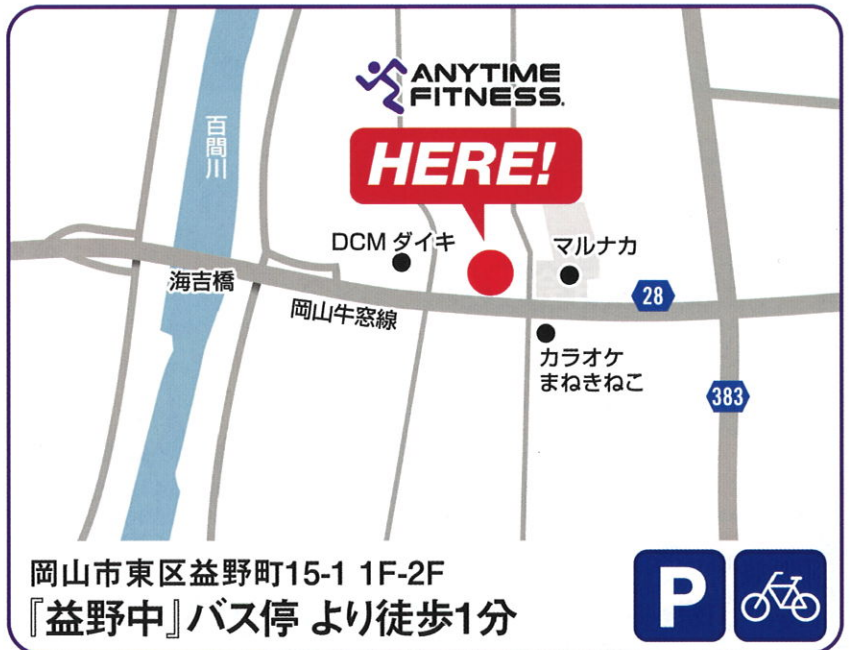 ANYTIME
FITNESS.
HERE!
百間川
DCM ダイキ
マルナカ
海吉橋
28
岡山牛窓線
カラオケ
まねきねこ
383
岡山市東区益野町15-1 1F-2F
『益野中』バス停 より徒歩1分
P